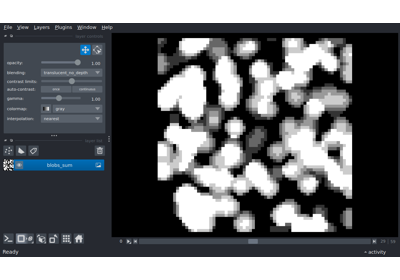 File View Layers Plugins Window Help
opacity: 1.00
blending: translucent_no_depth
contrast limits:
auto-contrast: once continuous
gamma: 1.00
colormap: gray
interpolation: nearest
blobs_sum
Ready
activity